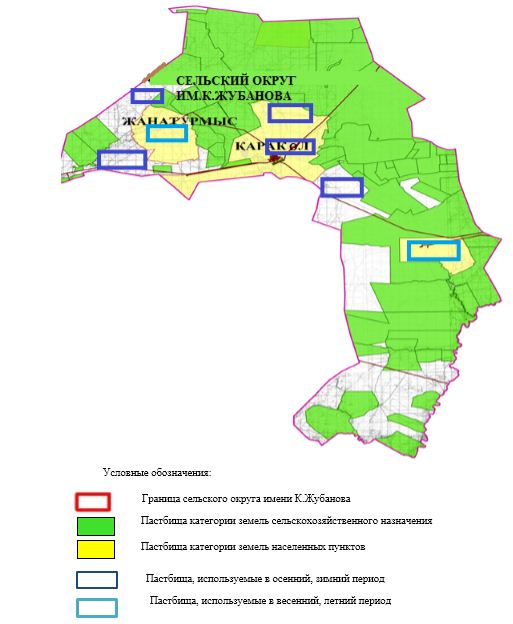 СЕЛЬСКИЙ ОКРУГ
ИМ.К.ЖУБАНОВА
ЖАНАТУРМЫС
КАРАКОЛ
Условные обозначения:
Граница сельского округа имени К.Жубанова
Пастбища категории земель сельскохозяйственного назначения
Пастбища категории земель населенных пунктов
Пастбища, используемые в осенний, зимний период
Пастбища, используемые в весенний, летний период